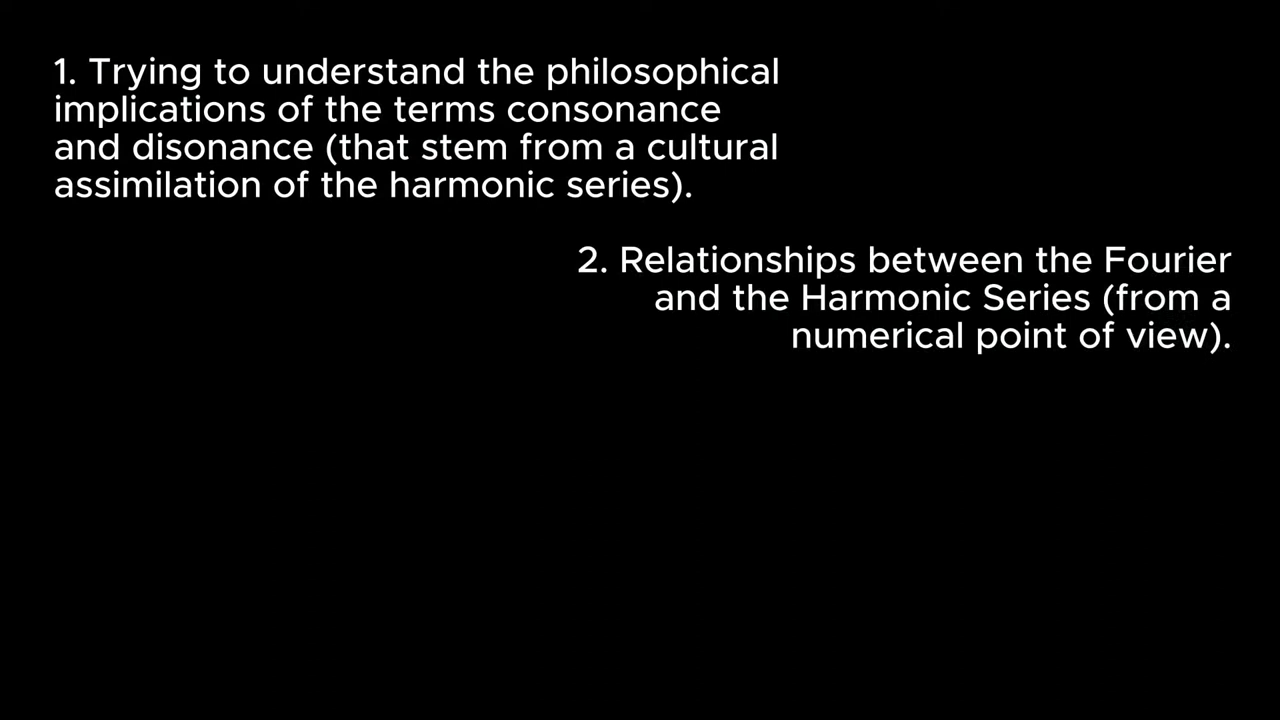 1. Trying to understand the philosophical
implications of the terms consonance
and disonance (that stem from a cultural
assimilation of the harmonic series).
2. Relationships between the Fourier
and the Harmonic Series (from a
numerical point of view).